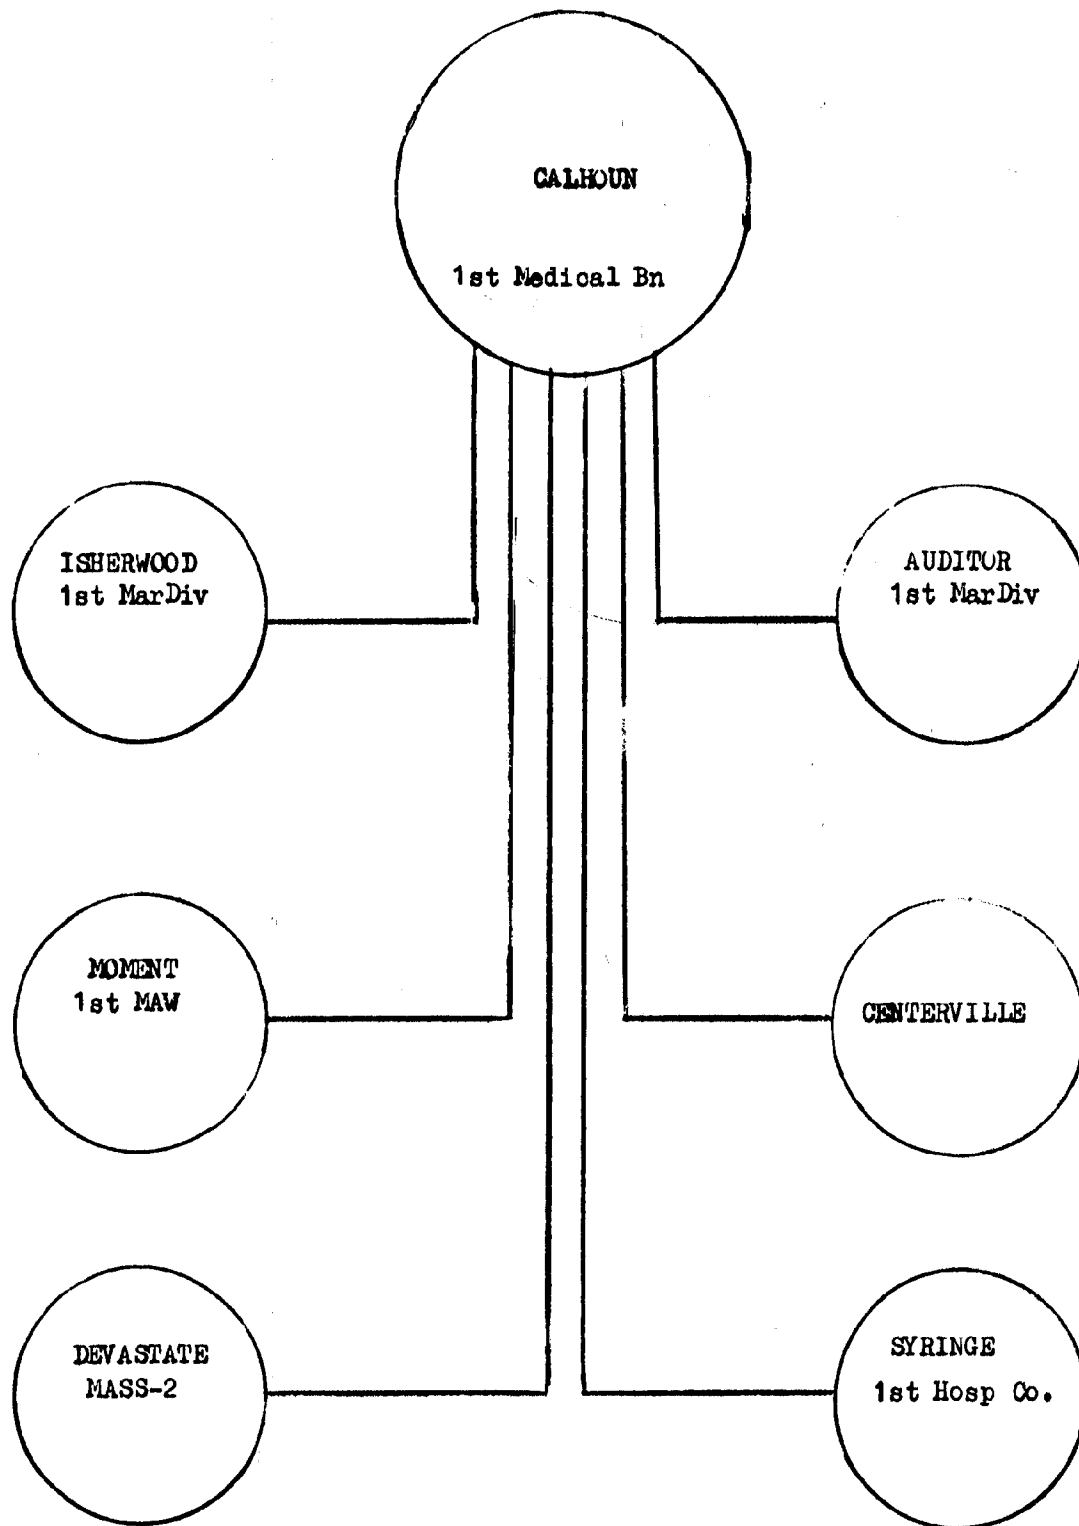 CALHOUN
1st Medical Bn
ISHERWOOD
1st MarDiv
AUDITOR
1st MarDiv
MOMENT
1st MAW
CENTERVILLE
DEVASTATE
MASS-2
SYRINGE
1st Hosp Co.